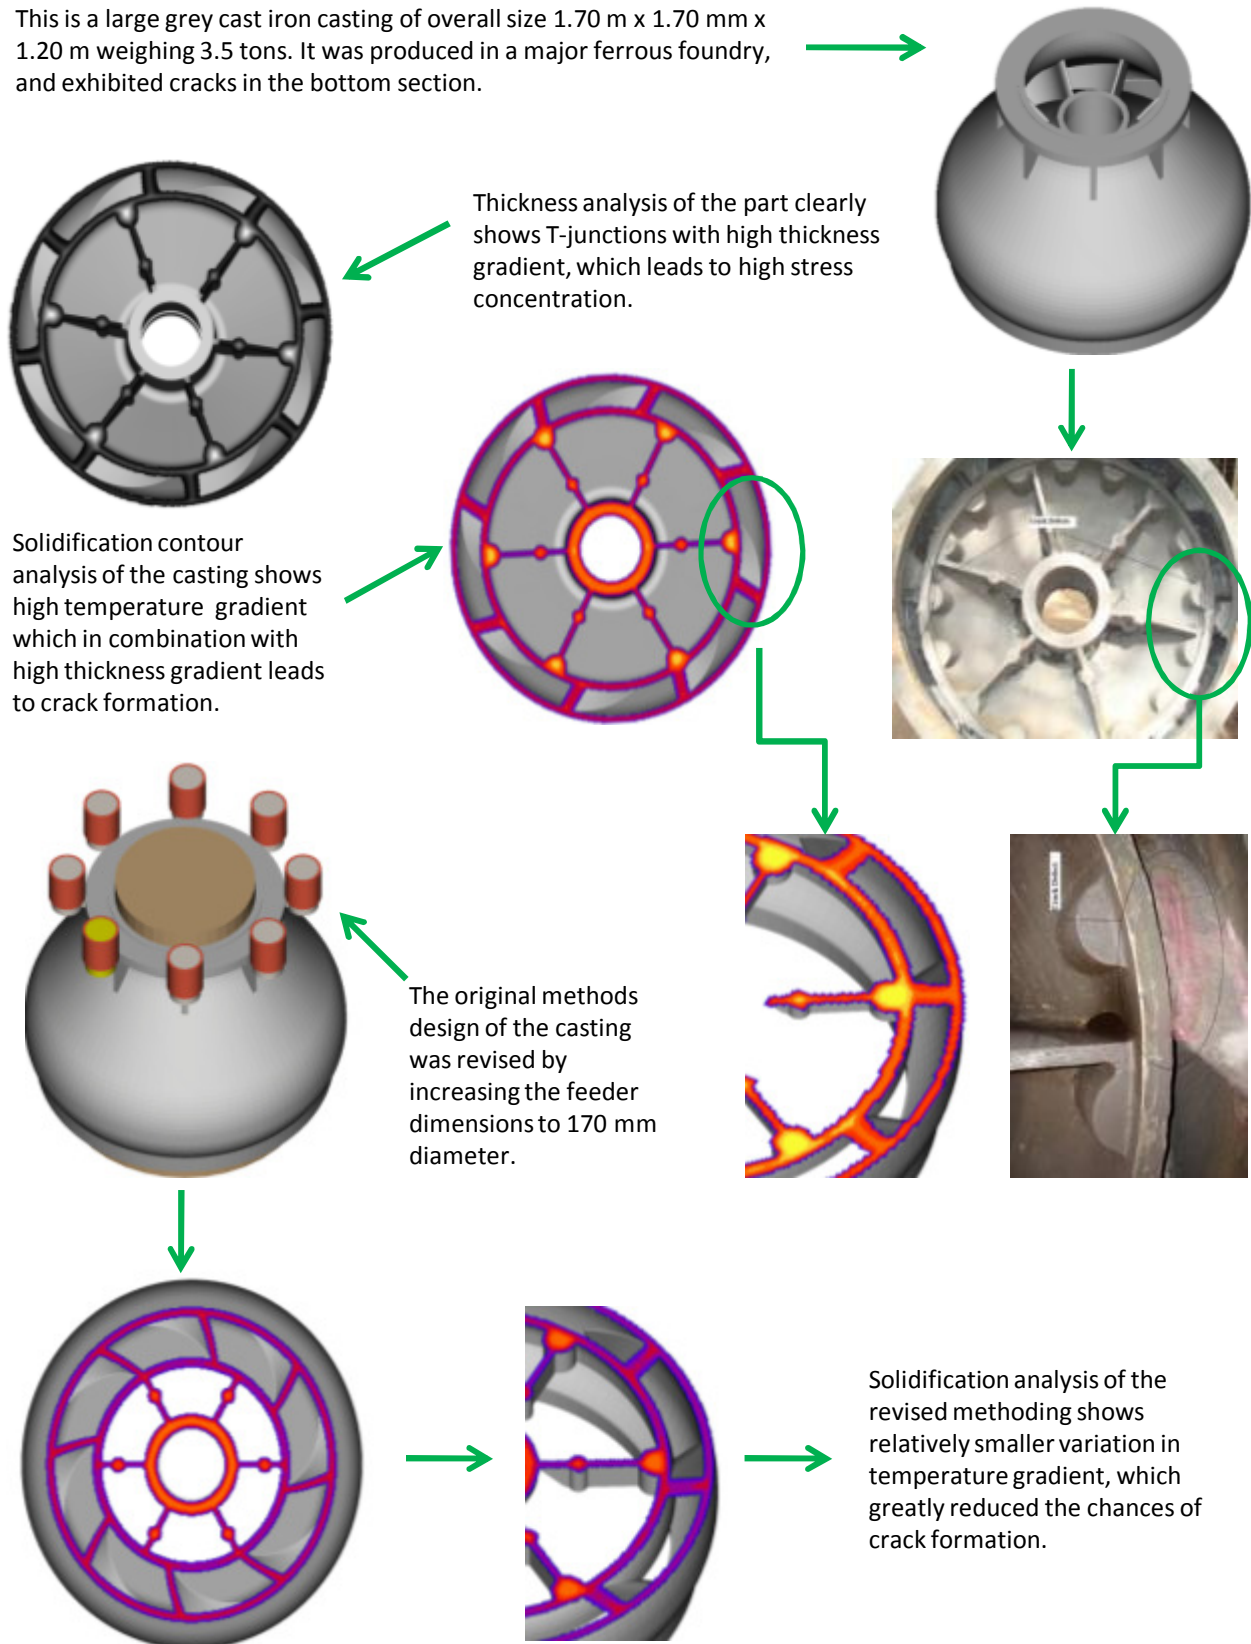 This is a large grey cast iron casting of overall size 1.70 m x 1.70 mm x
1.20 m weighing 3.5 tons. It was produced in a major ferrous foundry,
and exhibited cracks in the bottom section.
Thickness analysis of the part clearly
shows T-junctions with high thickness
gradient, which leads to high stress
concentration.
Solidification contour
analysis of the casting shows
high temperature gradient
which in combination with
high thickness gradient leads
to crack formation.
The original methods
design of the casting
was revised by
increasing the feeder
dimensions to 170 mm
diameter.
Solidification analysis of the
revised methoding shows
relatively smaller variation in
temperature gradient, which
greatly reduced the chances of
crack formation.